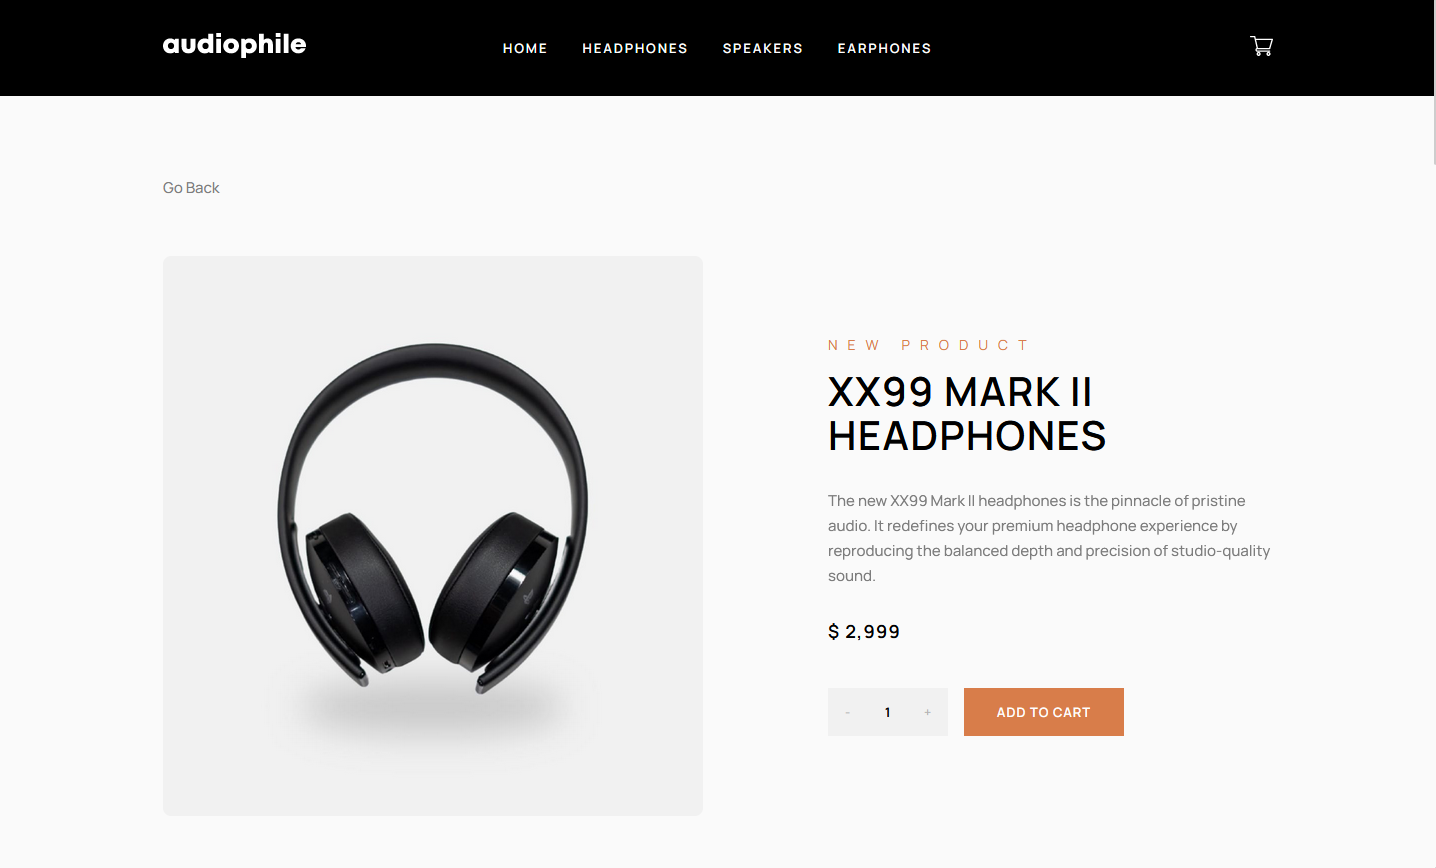 audiophile
HOME HEADPHONES SPEAKERS EARPHONES
Go Back
NEW PRODUCT
XX99 MARK II
HEADPHONES
The new XX99 Mark II headphones is the pinnacle of pristine
audio. It redefines your premium headphone experience by
reproducing the balanced depth and precision of studio-quality
sound.
$ 2,999
- 1 + ADD TO CART